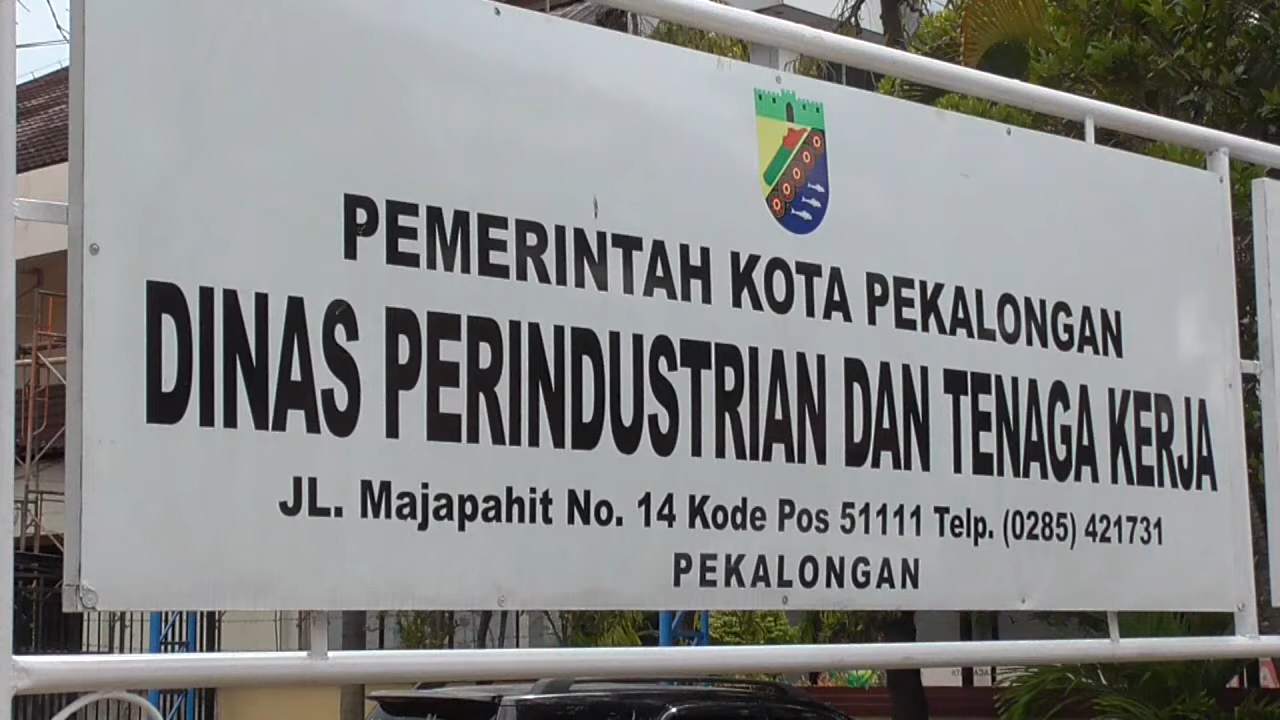 PEMERINTAH KOTA PEKALONGAN
DINAS PERINDUSTRIAN DAN TENAGA KERJA
JL. Majapahit No. 14 Kode Pos 51111 Telp. (0285) 421731
PEKALONGAN